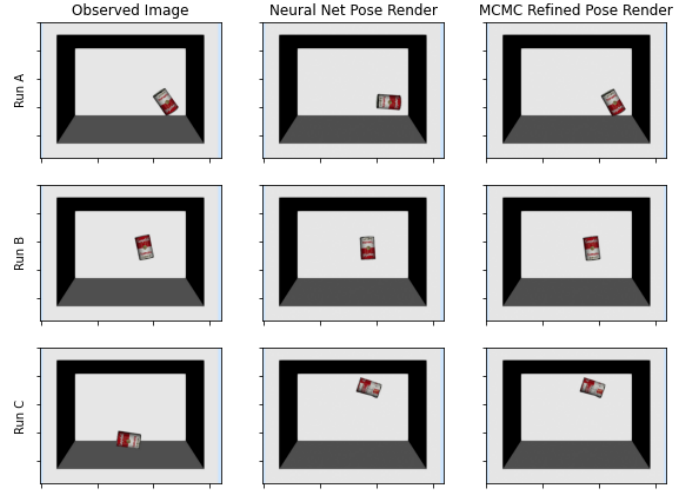 Observed Image
Neural Net Pose Render
MCMC Refined Pose Render
Run A
Run B
Run C